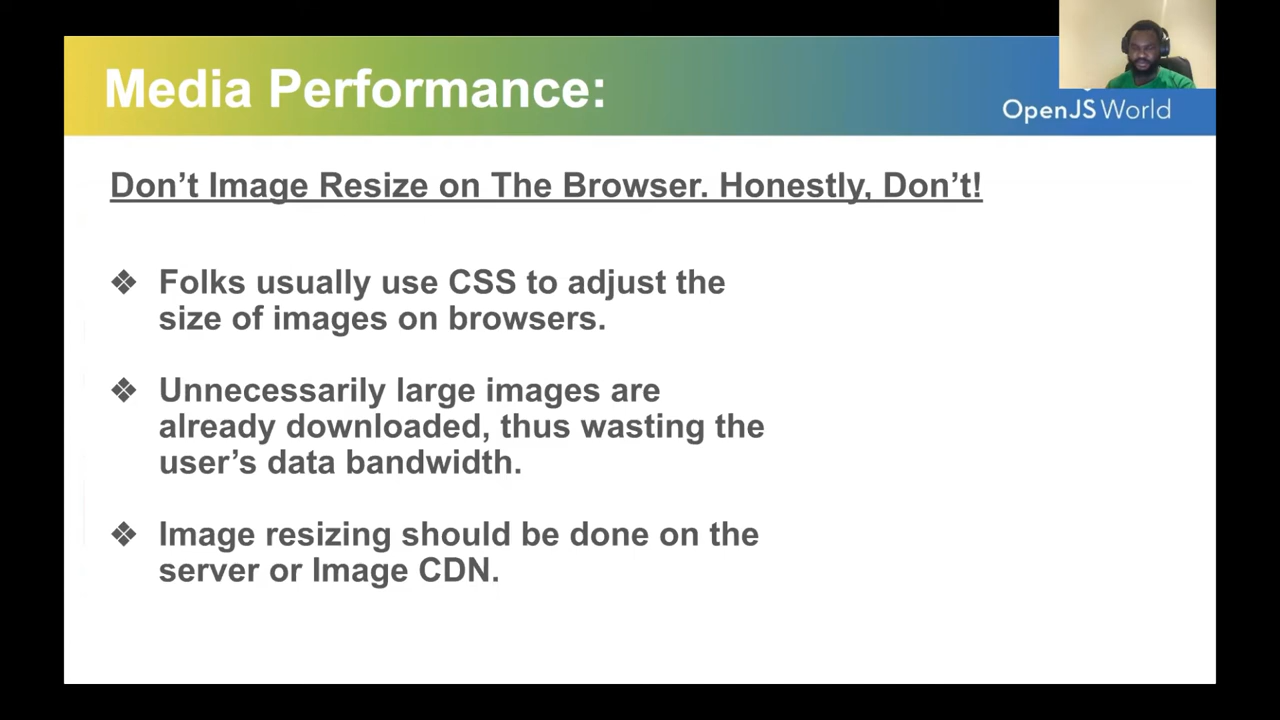 Media Performance:
OpenJS World
Don’t Image Resize on The Browser. Honestly, Don’t!
❖ Folks usually use CSS to adjust the
size of images on browsers.
❖ Unnecessarily large images are
already downloaded, thus wasting the
user’s data bandwidth.
❖ Image resizing should be done on the
server or Image CDN.